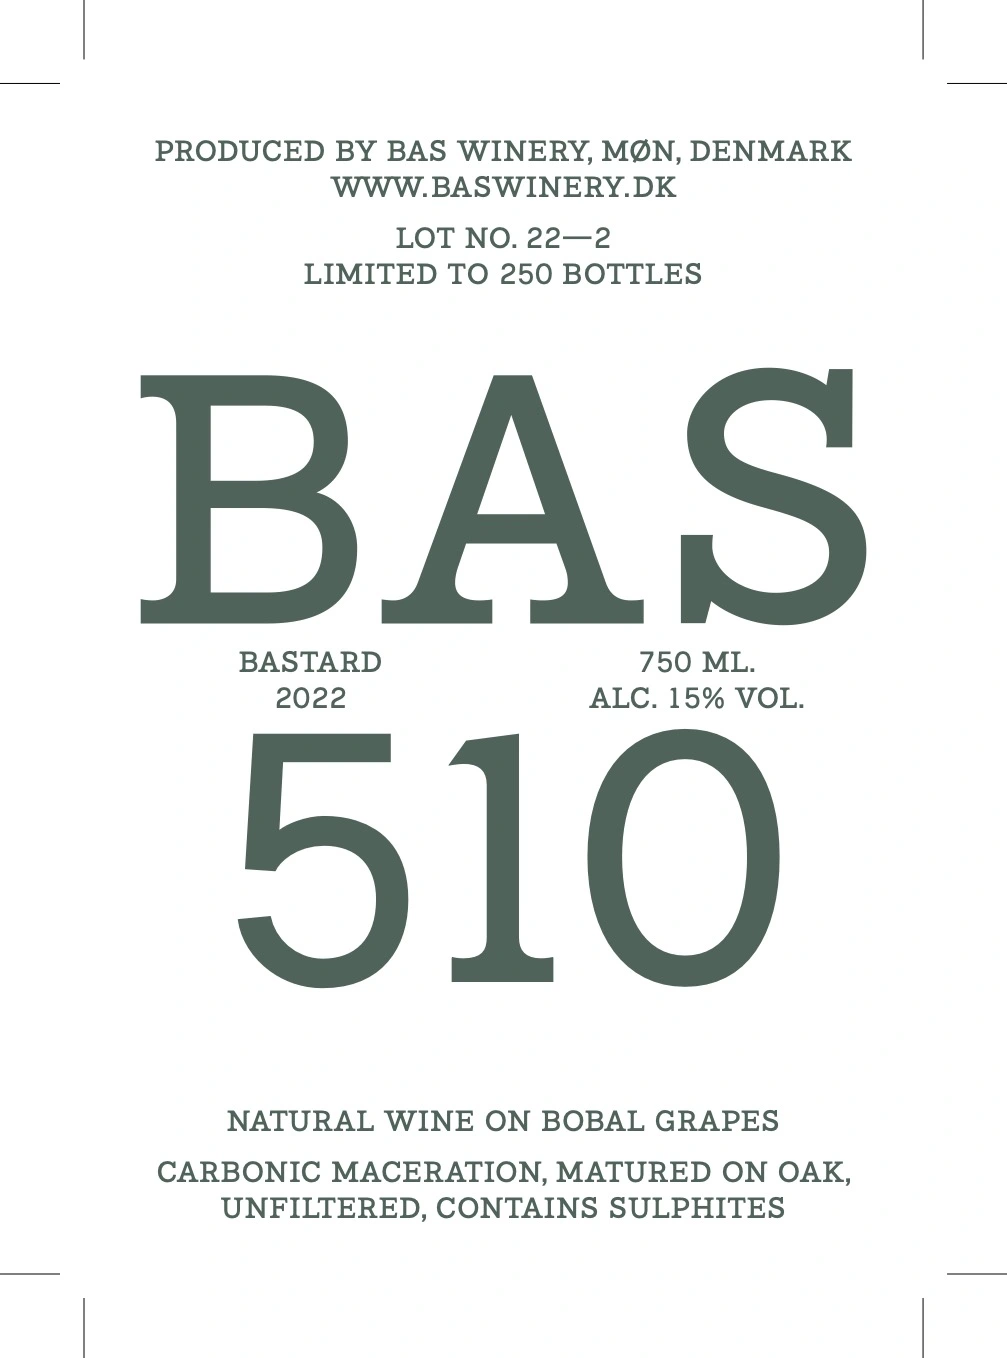 PRODUCED BY BAS WINERY, MØN, DENMARK
WWW.BASWINERY.DK
LOT NO. 22—2
LIMITED TO 250 BOTTLES
BAS
BASTARD
2022
750 ML.
ALC. 15% VOL.
510
NATURAL WINE ON BOBAL GRAPES
CARBONIC MACERATION, MATURED ON OAK,
UNFILTERED, CONTAINS SULPHITES